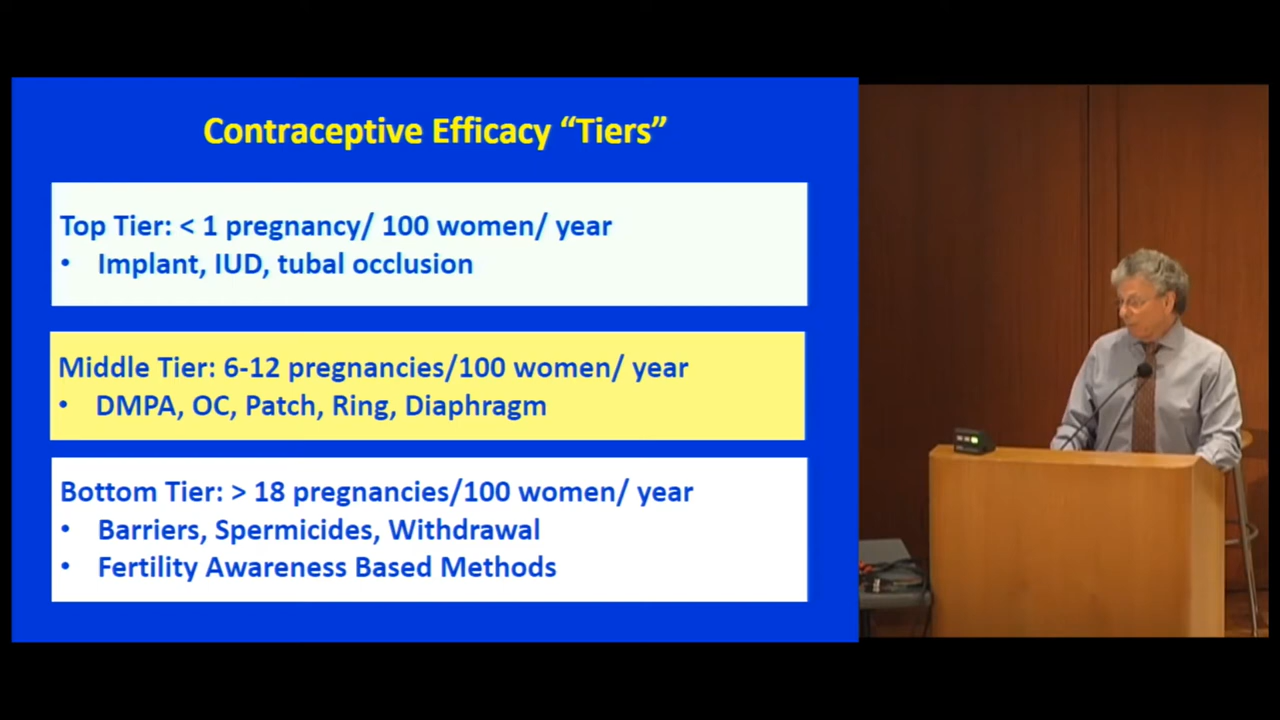 Contraceptive Efficacy “Tiers”
Top Tier: < 1 pregnancy/ 100 women/ year
• Implant, IUD, tubal occlusion
Middle Tier: 6-12 pregnancies/100 women/ year
• DMPA, OC, Patch, Ring, Diaphragm
Bottom Tier: > 18 pregnancies/100 women/ year
• Barriers, Spermicides, Withdrawal
• Fertility Awareness Based Methods